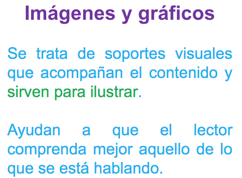 Imágenes y gráficos
Se trata de soportes visuales
que acompañan el contenido y
sirven para ilustrar.
Ayudan a que el lector
comprenda mejor aquello de lo
que se está hablando.